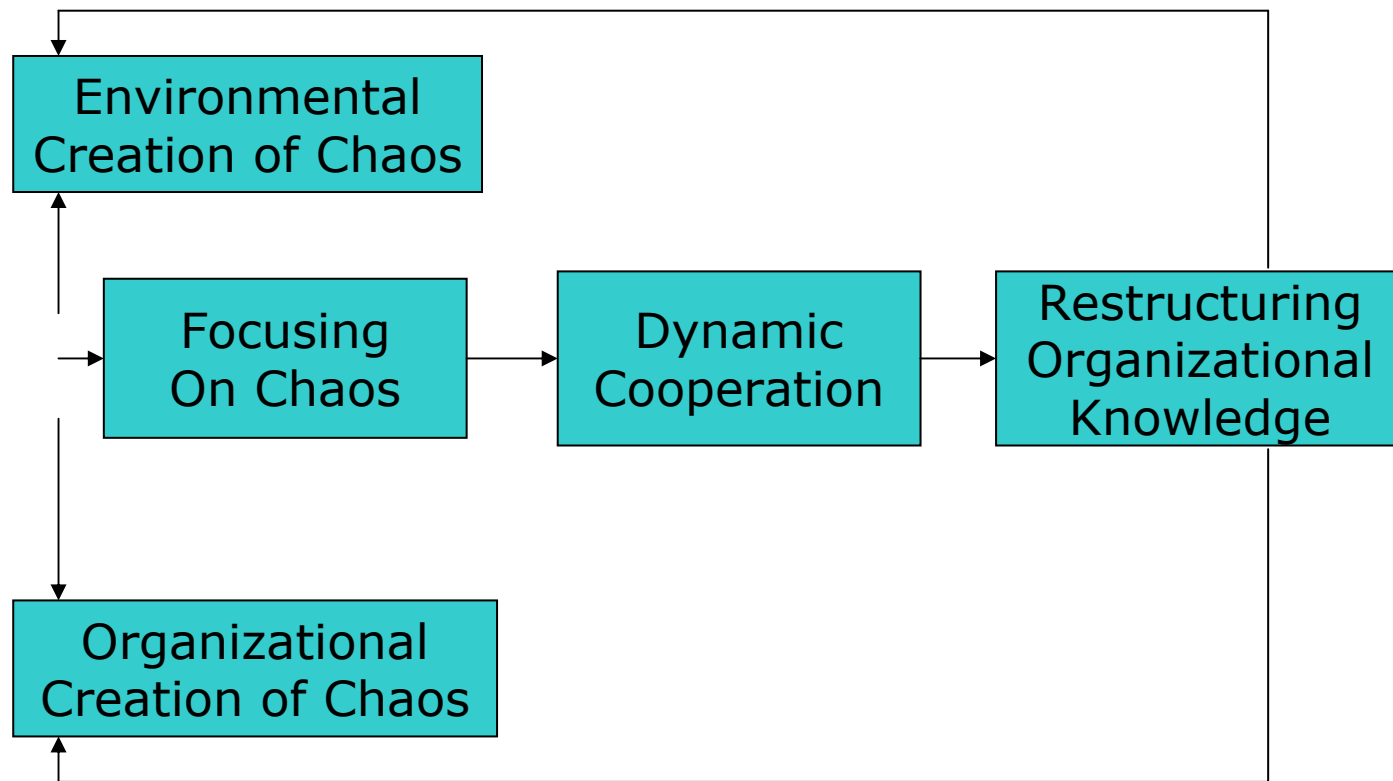 Environmental
Creation of Chaos
Focusing
On Chaos
Dynamic
Cooperation
Restructuring
Organizational
Knowledge
Organizational
Creation of Chaos